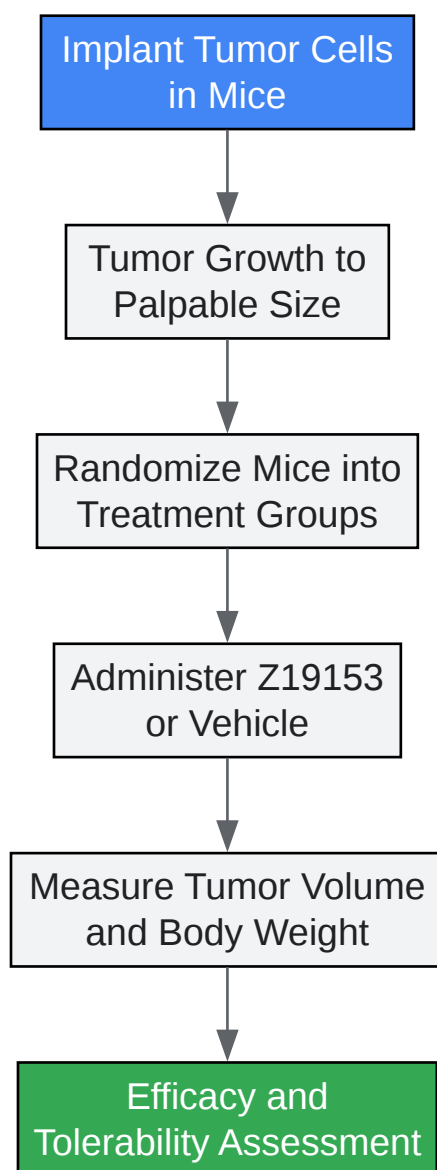 Implant Tumor Cells
in Mice
Tumor Growth to
Palpable Size
Randomize Mice into
Treatment Groups
Administer Z19153
or Vehicle
Measure Tumor Volume
and Body Weight
Efficacy and
Tolerability Assessment